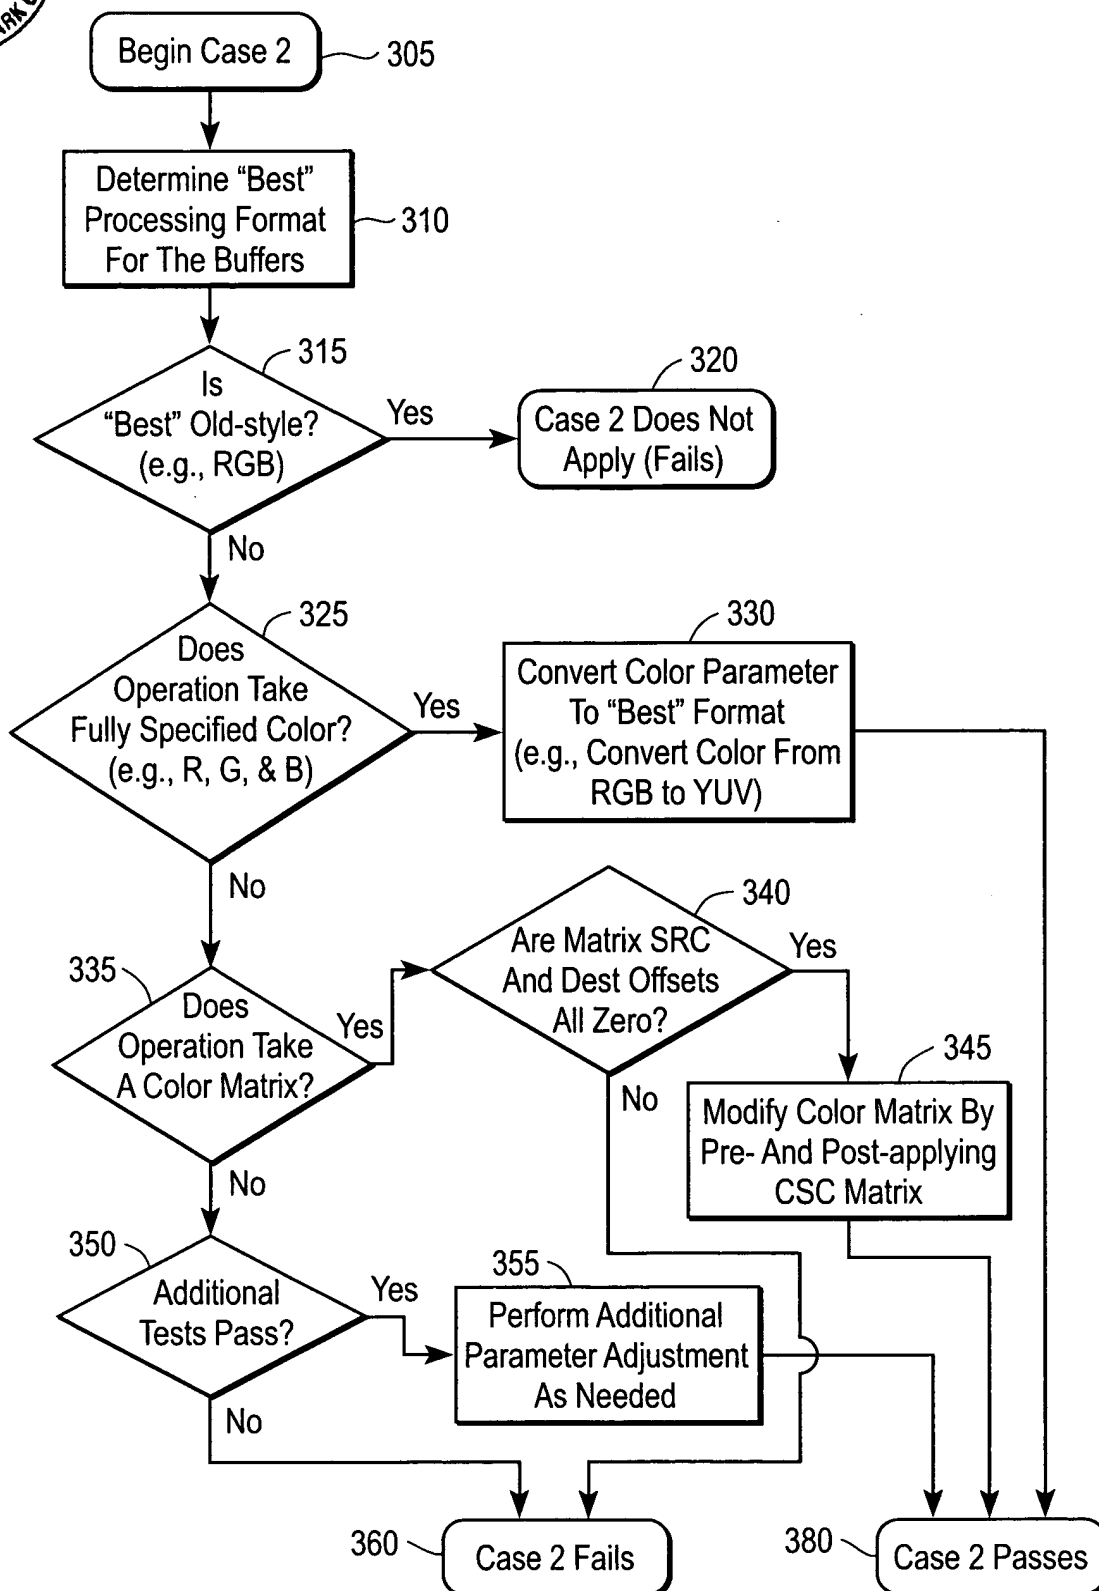 Begin Case 2
305
Determine “Best”
Processing Format
For The Buffers
310
315
Is
“Best” Old-style?
(e.g., RGB)
Yes
320
Case 2 Does Not
Apply (Fails)
No
325
Does
Operation Take
Fully Specified Color?
(e.g., R, G, & B)
Yes
330
Convert Color Parameter
To “Best” Format
(e.g., Convert Color From
RGB to YUV)
No
335
Does
Operation Take
A Color Matrix?
Yes
340
Are Matrix SRC
And Dest Offsets
All Zero?
Yes
No
345
Modify Color Matrix By
Pre- And Post-applying
CSC Matrix
No
350
Additional
Tests Pass?
Yes
355
Perform Additional
Parameter Adjustment
As Needed
No
360
Case 2 Fails
380
Case 2 Passes